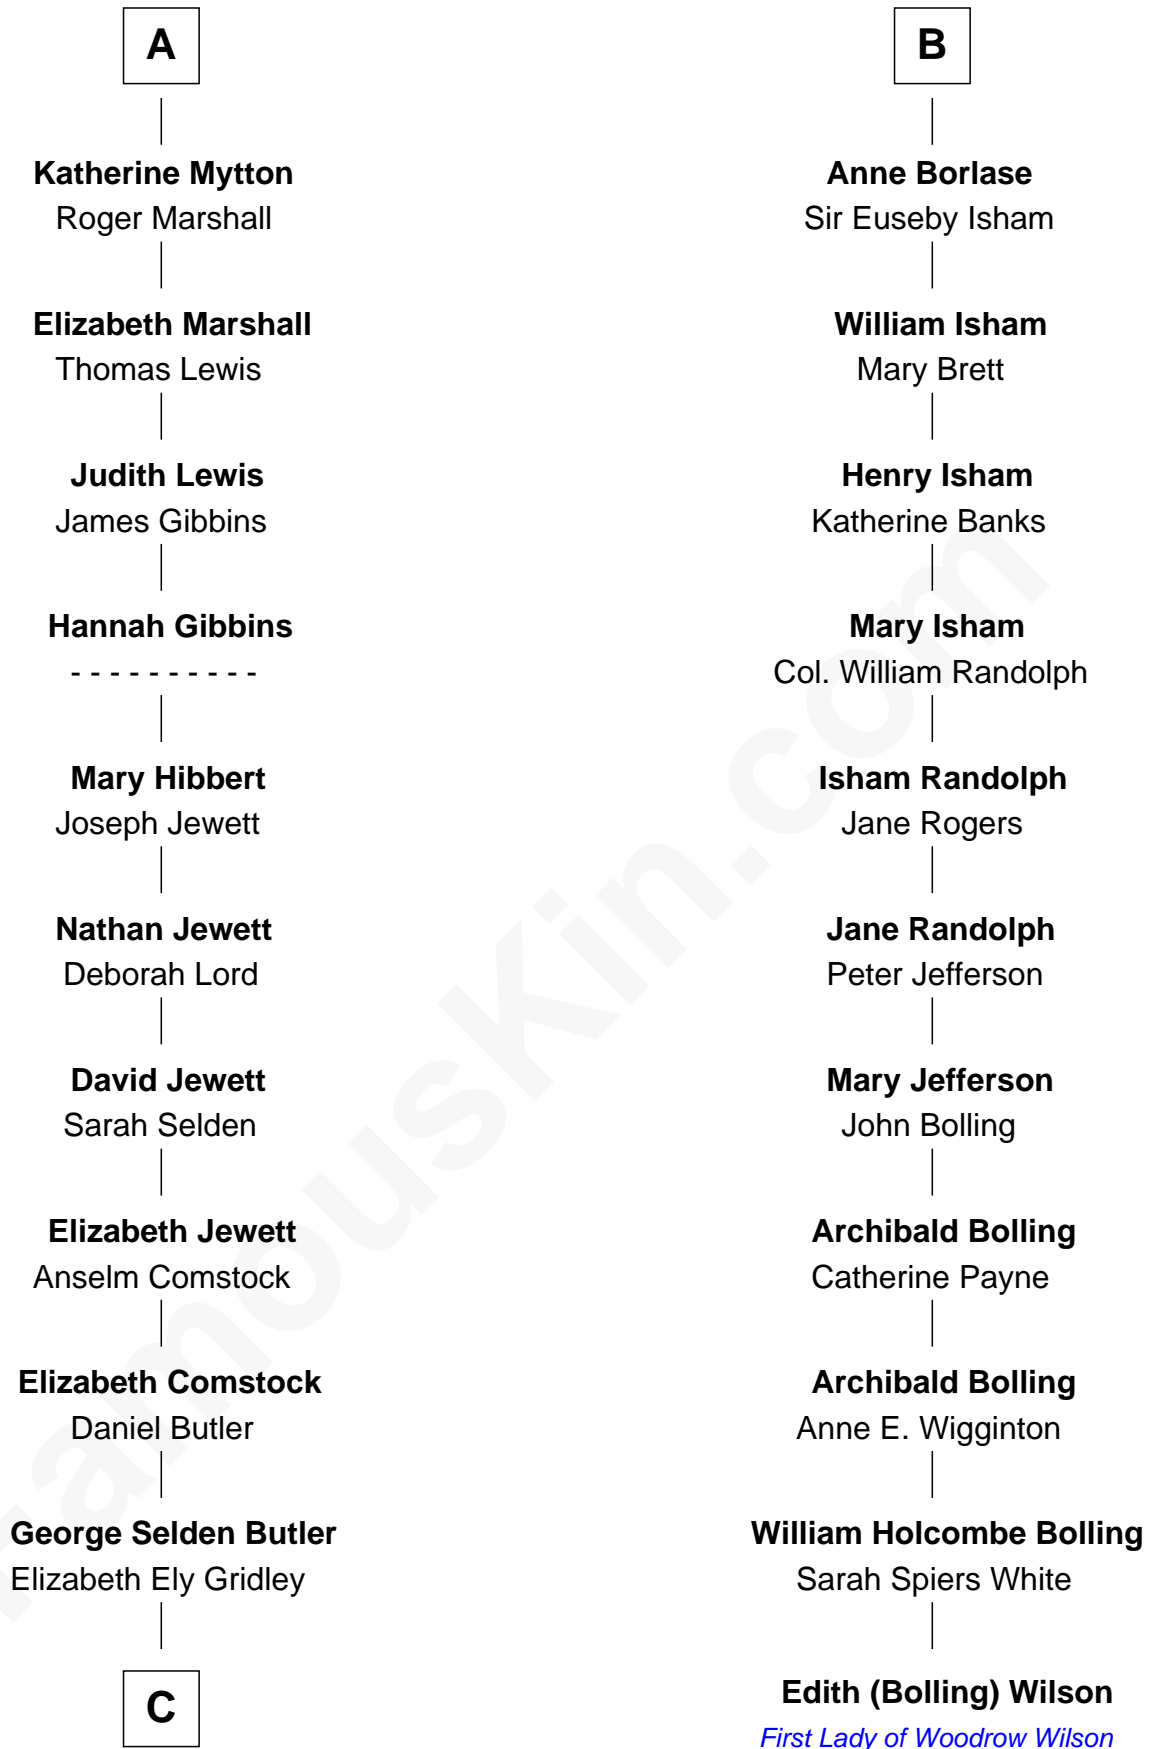 A
Katherine Mytton
Roger Marshall
Elizabeth Marshall
Thomas Lewis
Judith Lewis
James Gibbins
Hannah Gibbins
- - - - - - - - - -
Mary Hibbert
Joseph Jewett
Nathan Jewett
Deborah Lord
David Jewett
Sarah Selden
Elizabeth Jewett
Anselm Comstock
Elizabeth Comstock
Daniel Butler
George Selden Butler
Elizabeth Ely Gridley
C
B
Anne Borlase
Sir Euseby Isham
William Isham
Mary Brett
Henry Isham
Katherine Banks
Mary Isham
Col. William Randolph
Isham Randolph
Jane Rogers
Jane Randolph
Peter Jefferson
Mary Jefferson
John Bolling
Archibald Bolling
Catherine Payne
Archibald Bolling
Anne E. Wigginton
William Holcombe Bolling
Sarah Spiers White
Edith (Bolling) Wilson
First Lady of Woodrow Wilson
FamousKin.com